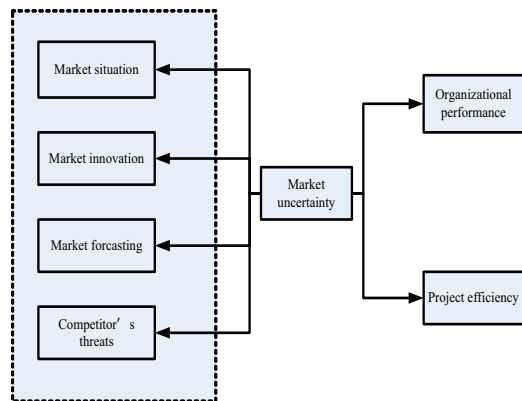 Market situation
Market innovation
Market forcasting
Competitor’s
threats
Market
uncertainty
Organizational
performance
Project efficiency